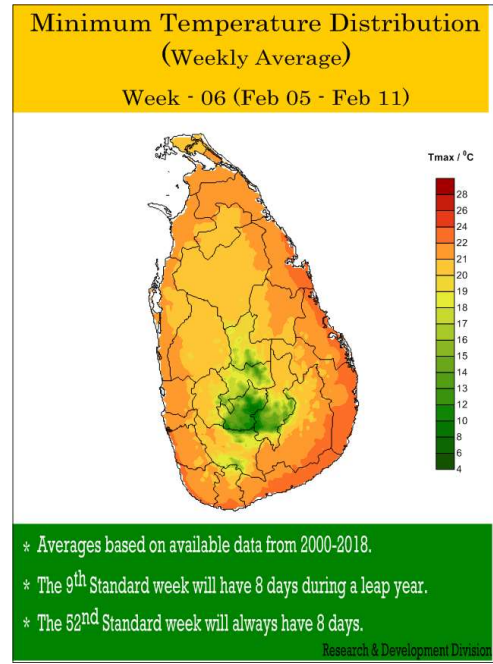 Minimum Temperature Distribution
(Weekly Average)
Week - 06 (Feb 05 - Feb 11)
Tmax / ⁰C
28
26
24
22
21
20
19
18
17
16
15
14
13
12
10
8
6
4
* Averages based on available data from 2000-2018.
* The 9th Standard week will have 8 days during a leap year.
* The 52nd Standard week will always have 8 days.
Research & Development Division